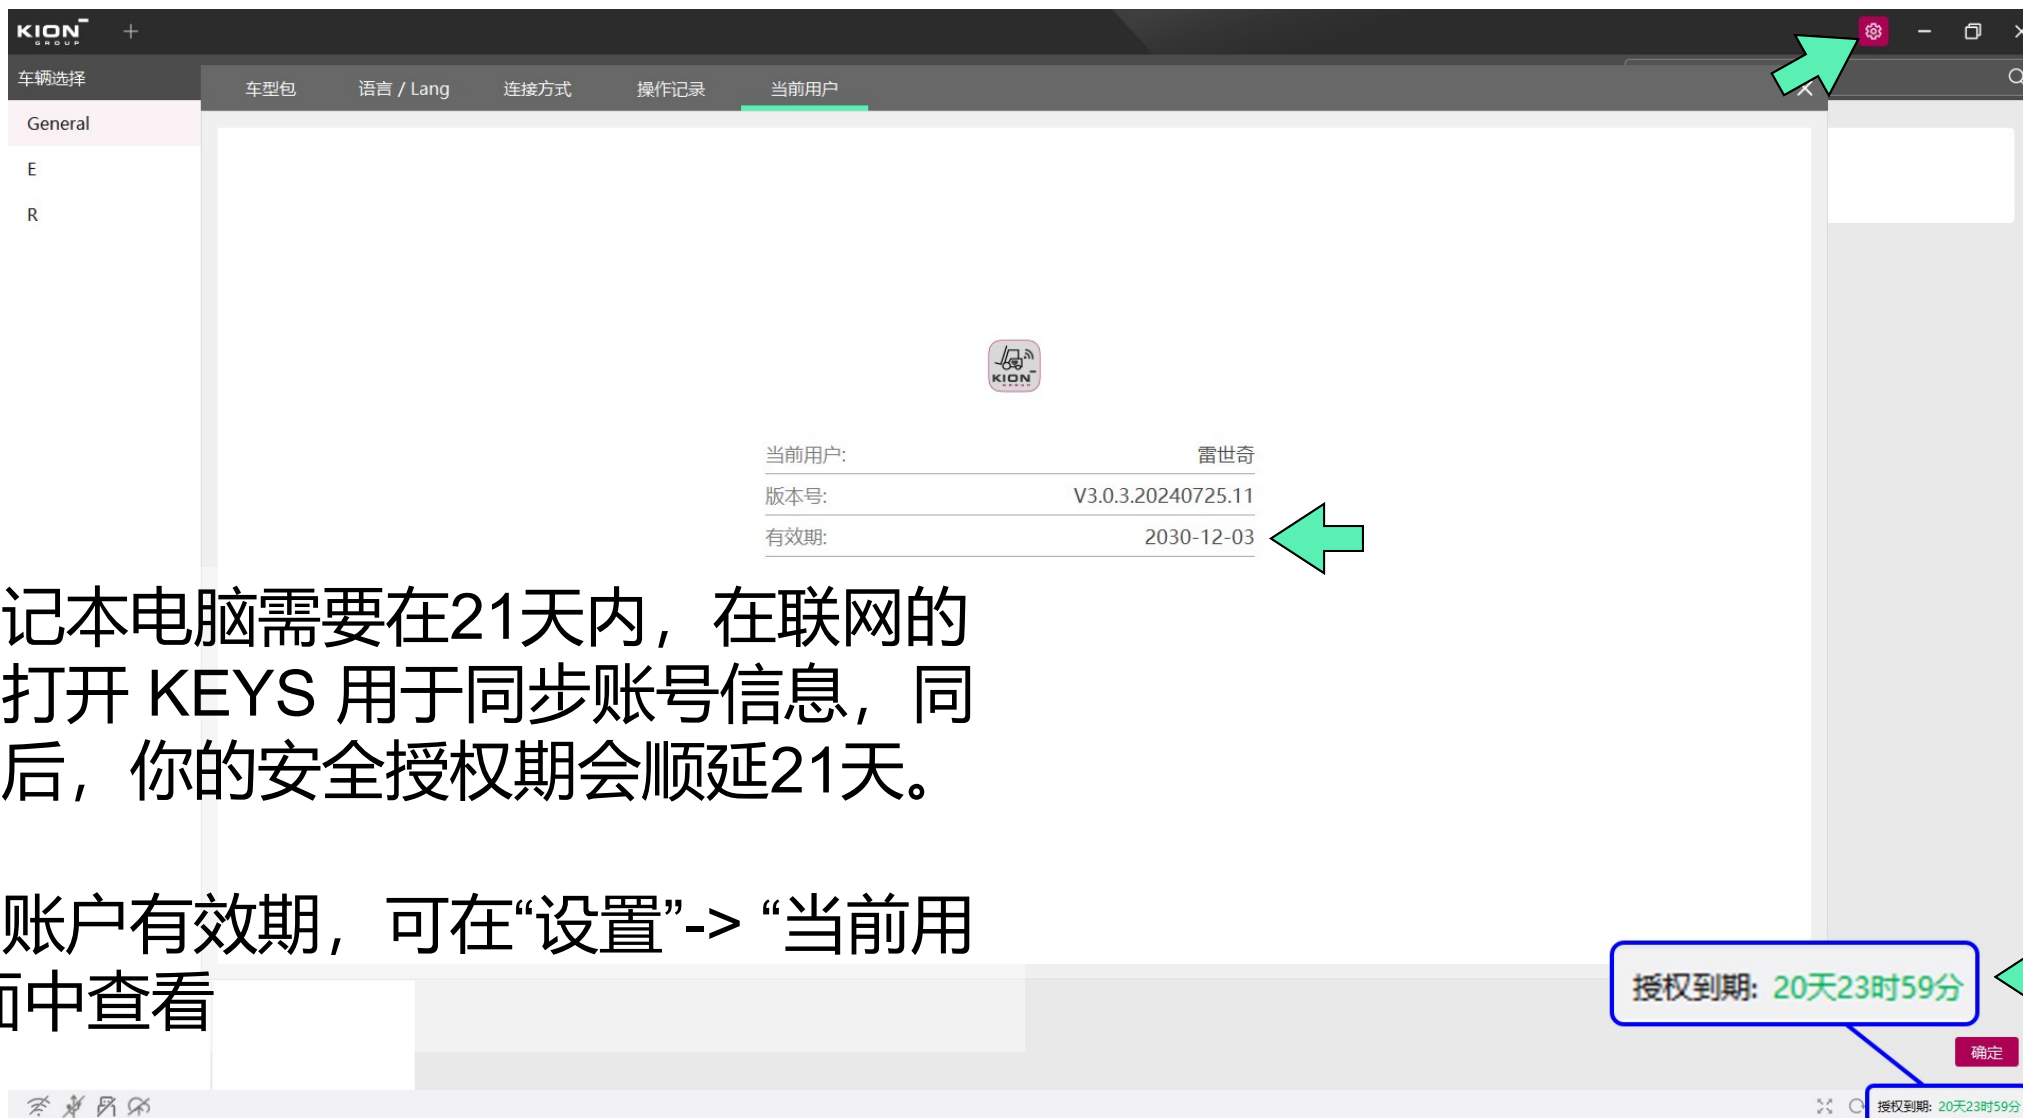 KION
GROUP
+
车辆选择
车型包
语言 / Lang
连接方式
操作记录
当前用户
General
E
R
KION
GROUP
当前用户:
雷世奇
版本号:
V3.0.3.20240725.11
有效期:
2030-12-03
记本电脑需要在21天内，在联网的
打开 KEYS 用于同步账号信息，同
后，你的安全授权期会顺延21天。
账户有效期，可在“设置”-> “当前用
面中查看
授权到期: 20天23时59分
确定
授权到期: 20天23时59分